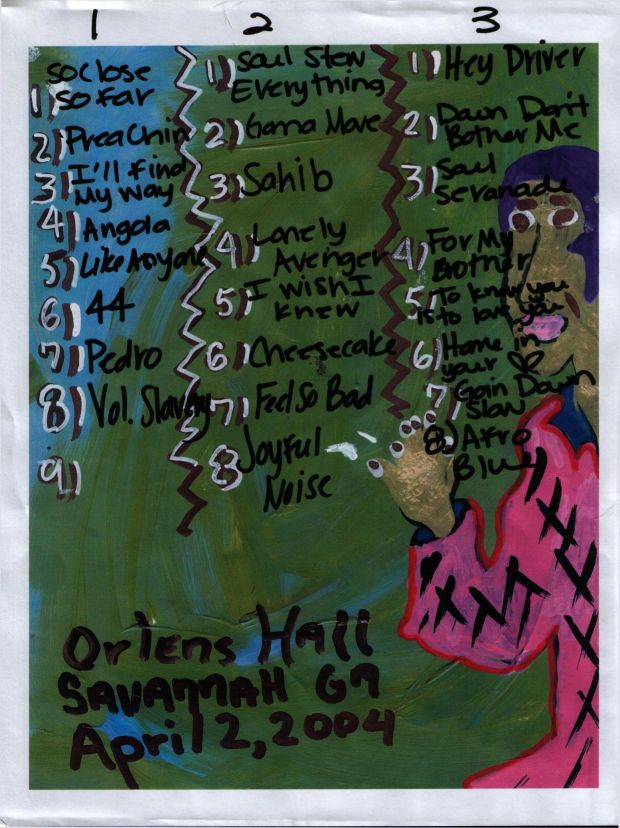 1
So close
1) So far
2) Preachin
3) I'll find
My way
4) Angola
5) Like Anyone
6) 44
7) Pedro
8) Vol. Slavery
9)
2
1) Soul Stew
Everything
2) Gonna Move
3) Sahib
4) Lonely
Avenger
5) I wish I
knew
6) Cheesecake
7) Feel So Bad
8 Joyful
Noise
3
1) Hey Driver
2) Dawn Don't
Bother Me
3) Soul
Seranade
4) For My
Brother
5) To know you
is to love you
6) Home in
your
7) Goin Down
Slow
8) Afro
Blue
Orlens Hall
SAVANNAH GA
April 2, 2004